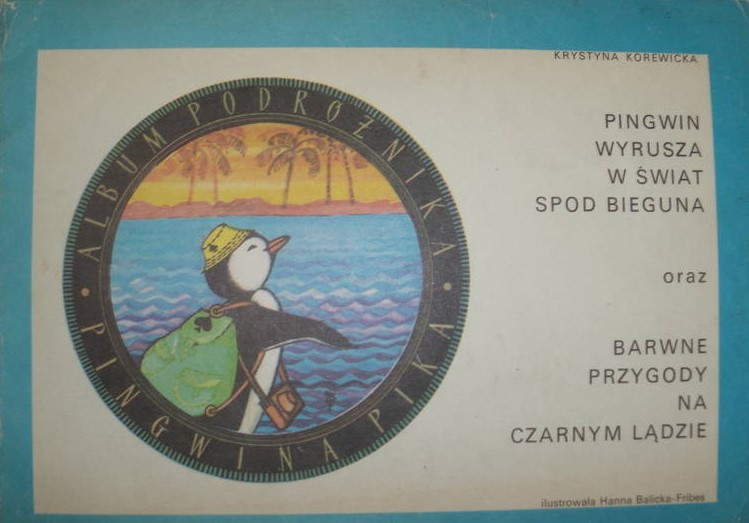 KRYSTYNA KOREWICKA
ALBUM PODRÓŻNIKA
PINGWINA PIKA
PINGWIN
WYRUSZA
W ŚWIAT
SPOD BIEGUNA
oraz
BARWNE
PRZYGODY
NA
CZARNYM LĄDZIE
ilustrowała Hanna Balicka-Fribes